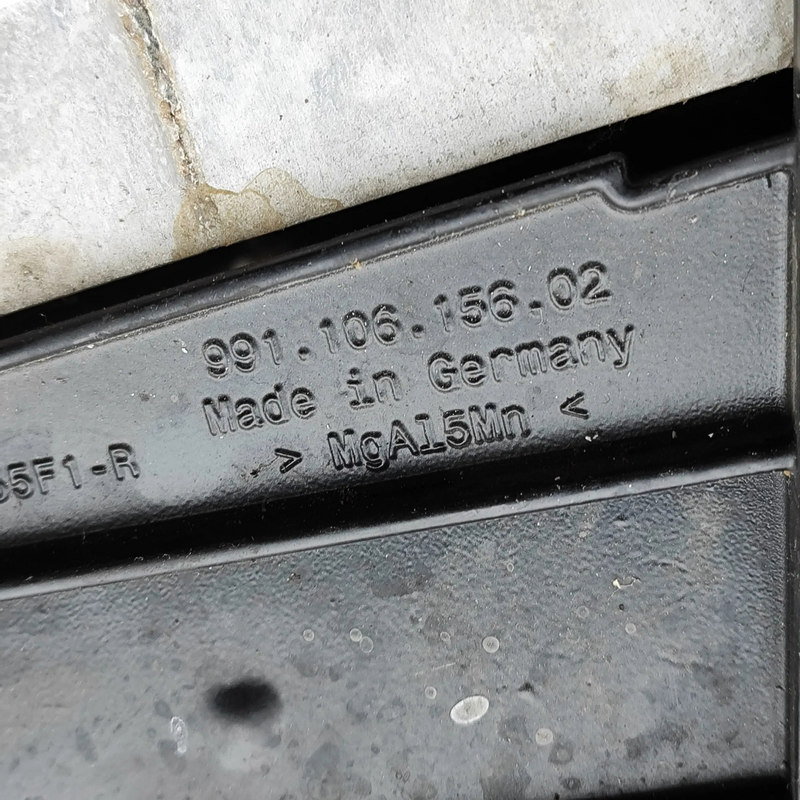 991.106.156.02
Made in Germany
> MgAl5Mn <
5F1-R